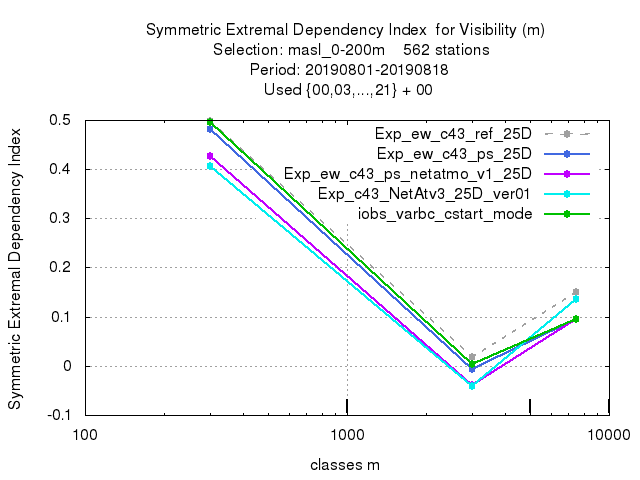 Symmetric Extremal Dependency Index  for Visibility (m)
Selection: masl_0-200m    562 stations
Period: 20190801-20190818
Used {00,03,...,21} + 00
Symmetric Extremal Dependency Index
0.5
0.4
0.3
0.2
0.1
0
-0.1
Exp_ew_c43_ref_25D
Exp_ew_c43_ps_25D
Exp_ew_c43_ps_netatmo_v1_25D
Exp_c43_NetAtv3_25D_ver01
iobs_varbc_cstart_mode
100 1000 10000
classes m